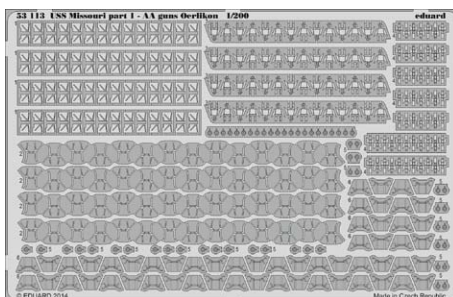 53 113 USS Missouri part 1 - AA guns Oerlikon 1/200 eduard
© EDUARD 2014 Made in Czech Republic